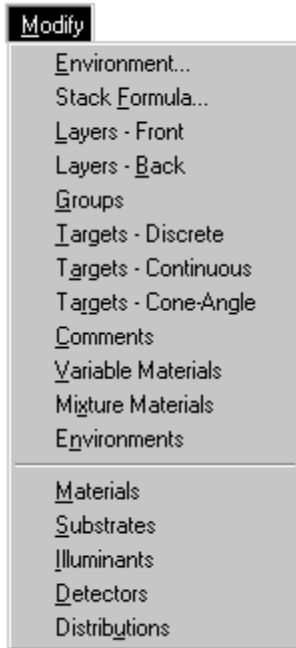 Modify
Environment...
Stack Formula...
Layers - Front
Layers - Back
Groups
Targets - Discrete
Targets - Continuous
Targets - Cone-Angle
Comments
Variable Materials
Mixture Materials
Environments
Materials
Substrates
Illuminants
Detectors
Distributions